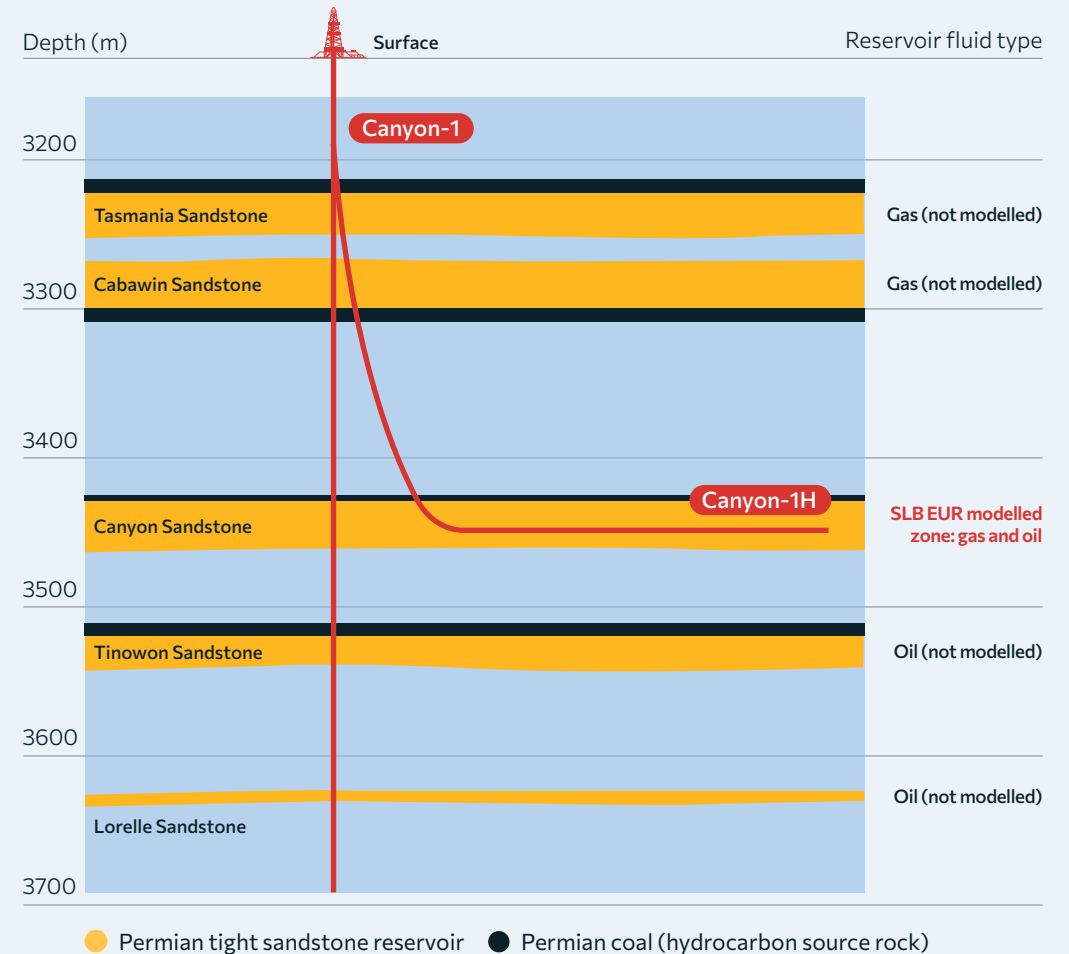 Depth (m)
Surface
Reservoir fluid type
Canyon-1
3200
Tasmania Sandstone
Gas (not modelled)
Cabawin Sandstone
Gas (not modelled)
3300
3400
Canyon-1H
Canyon Sandstone
SLB EUR modelled
zone: gas and oil
3500
Tinowon Sandstone
Oil (not modelled)
3600
Oil (not modelled)
Lorelle Sandstone
3700
Permian tight sandstone reservoir
Permian coal (hydrocarbon source rock)